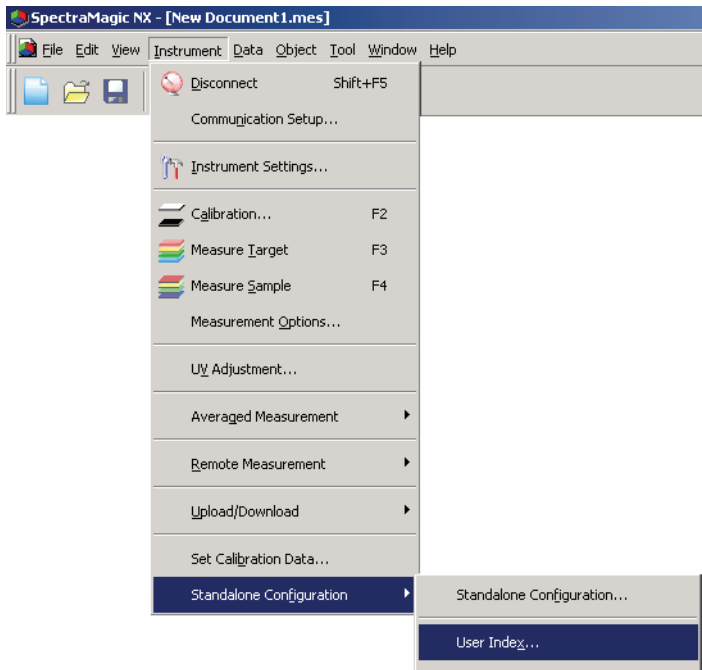 SpectraMagic NX - [New Document1.mes]
File Edit View Instrument Data Object Tool Window Help
Disconnect Shift+F5
Communication Setup...
Instrument Settings...
Calibration... F2
Measure Target F3
Measure Sample F4
Measurement Options...
UV Adjustment...
Averaged Measurement
Remote Measurement
Upload/Download
Set Calibration Data...
Standalone Configuration Standalone Configuration...
User Index...